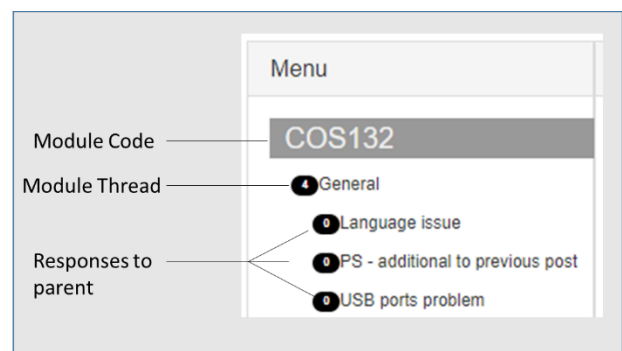 Menu
Module Code
COS132
Module Thread
4 General
0 Language issue
Responses to
parent
0 PS - additional to previous post
0 USB ports problem